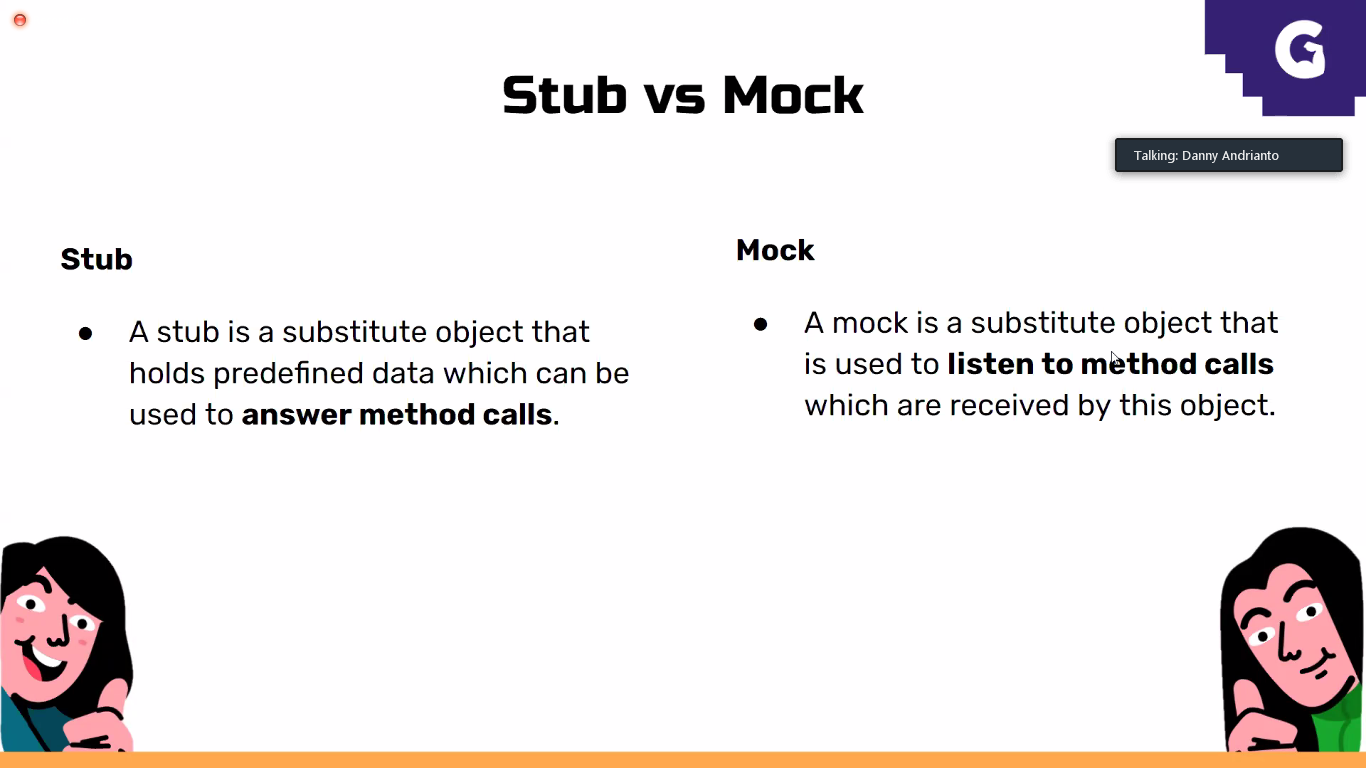 G
Stub vs Mock
Talking: Danny Andrianto
Stub
● A stub is a substitute object that
holds predefined data which can be
used to answer method calls.
Mock
● A mock is a substitute object that
is used to listen to method calls
which are received by this object.